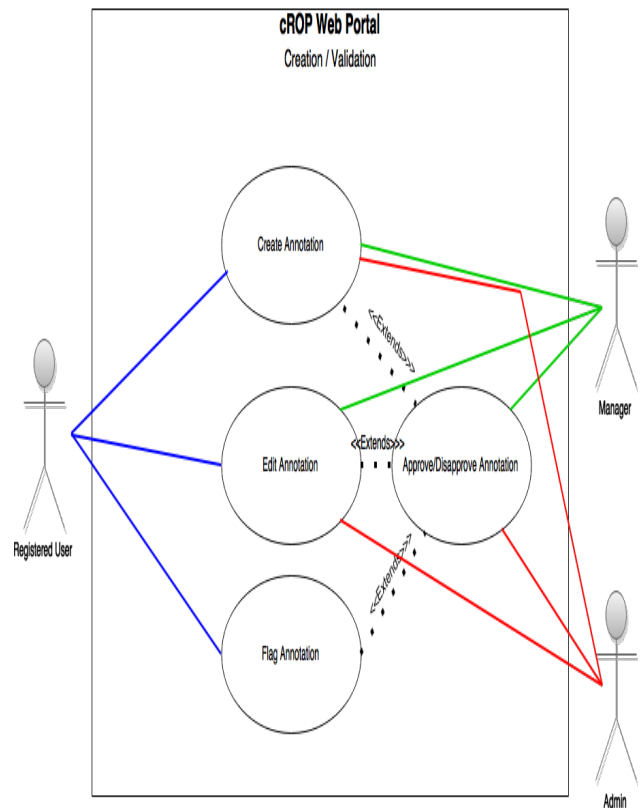 cROP Web Portal
Creation / Validation
Create Annotation
<<Extends>>
Manager
<<Extends>>>
Edit Annotation
Approve/Disapprove Annotation
Registered User
<<Extends>>
Flag Annotation
Admin